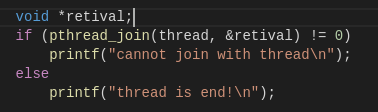 void *retival;
if (pthread_join(thread, &retival) != 0)
    printf("cannot join with thread\n");
else
    printf("thread is end!\n");